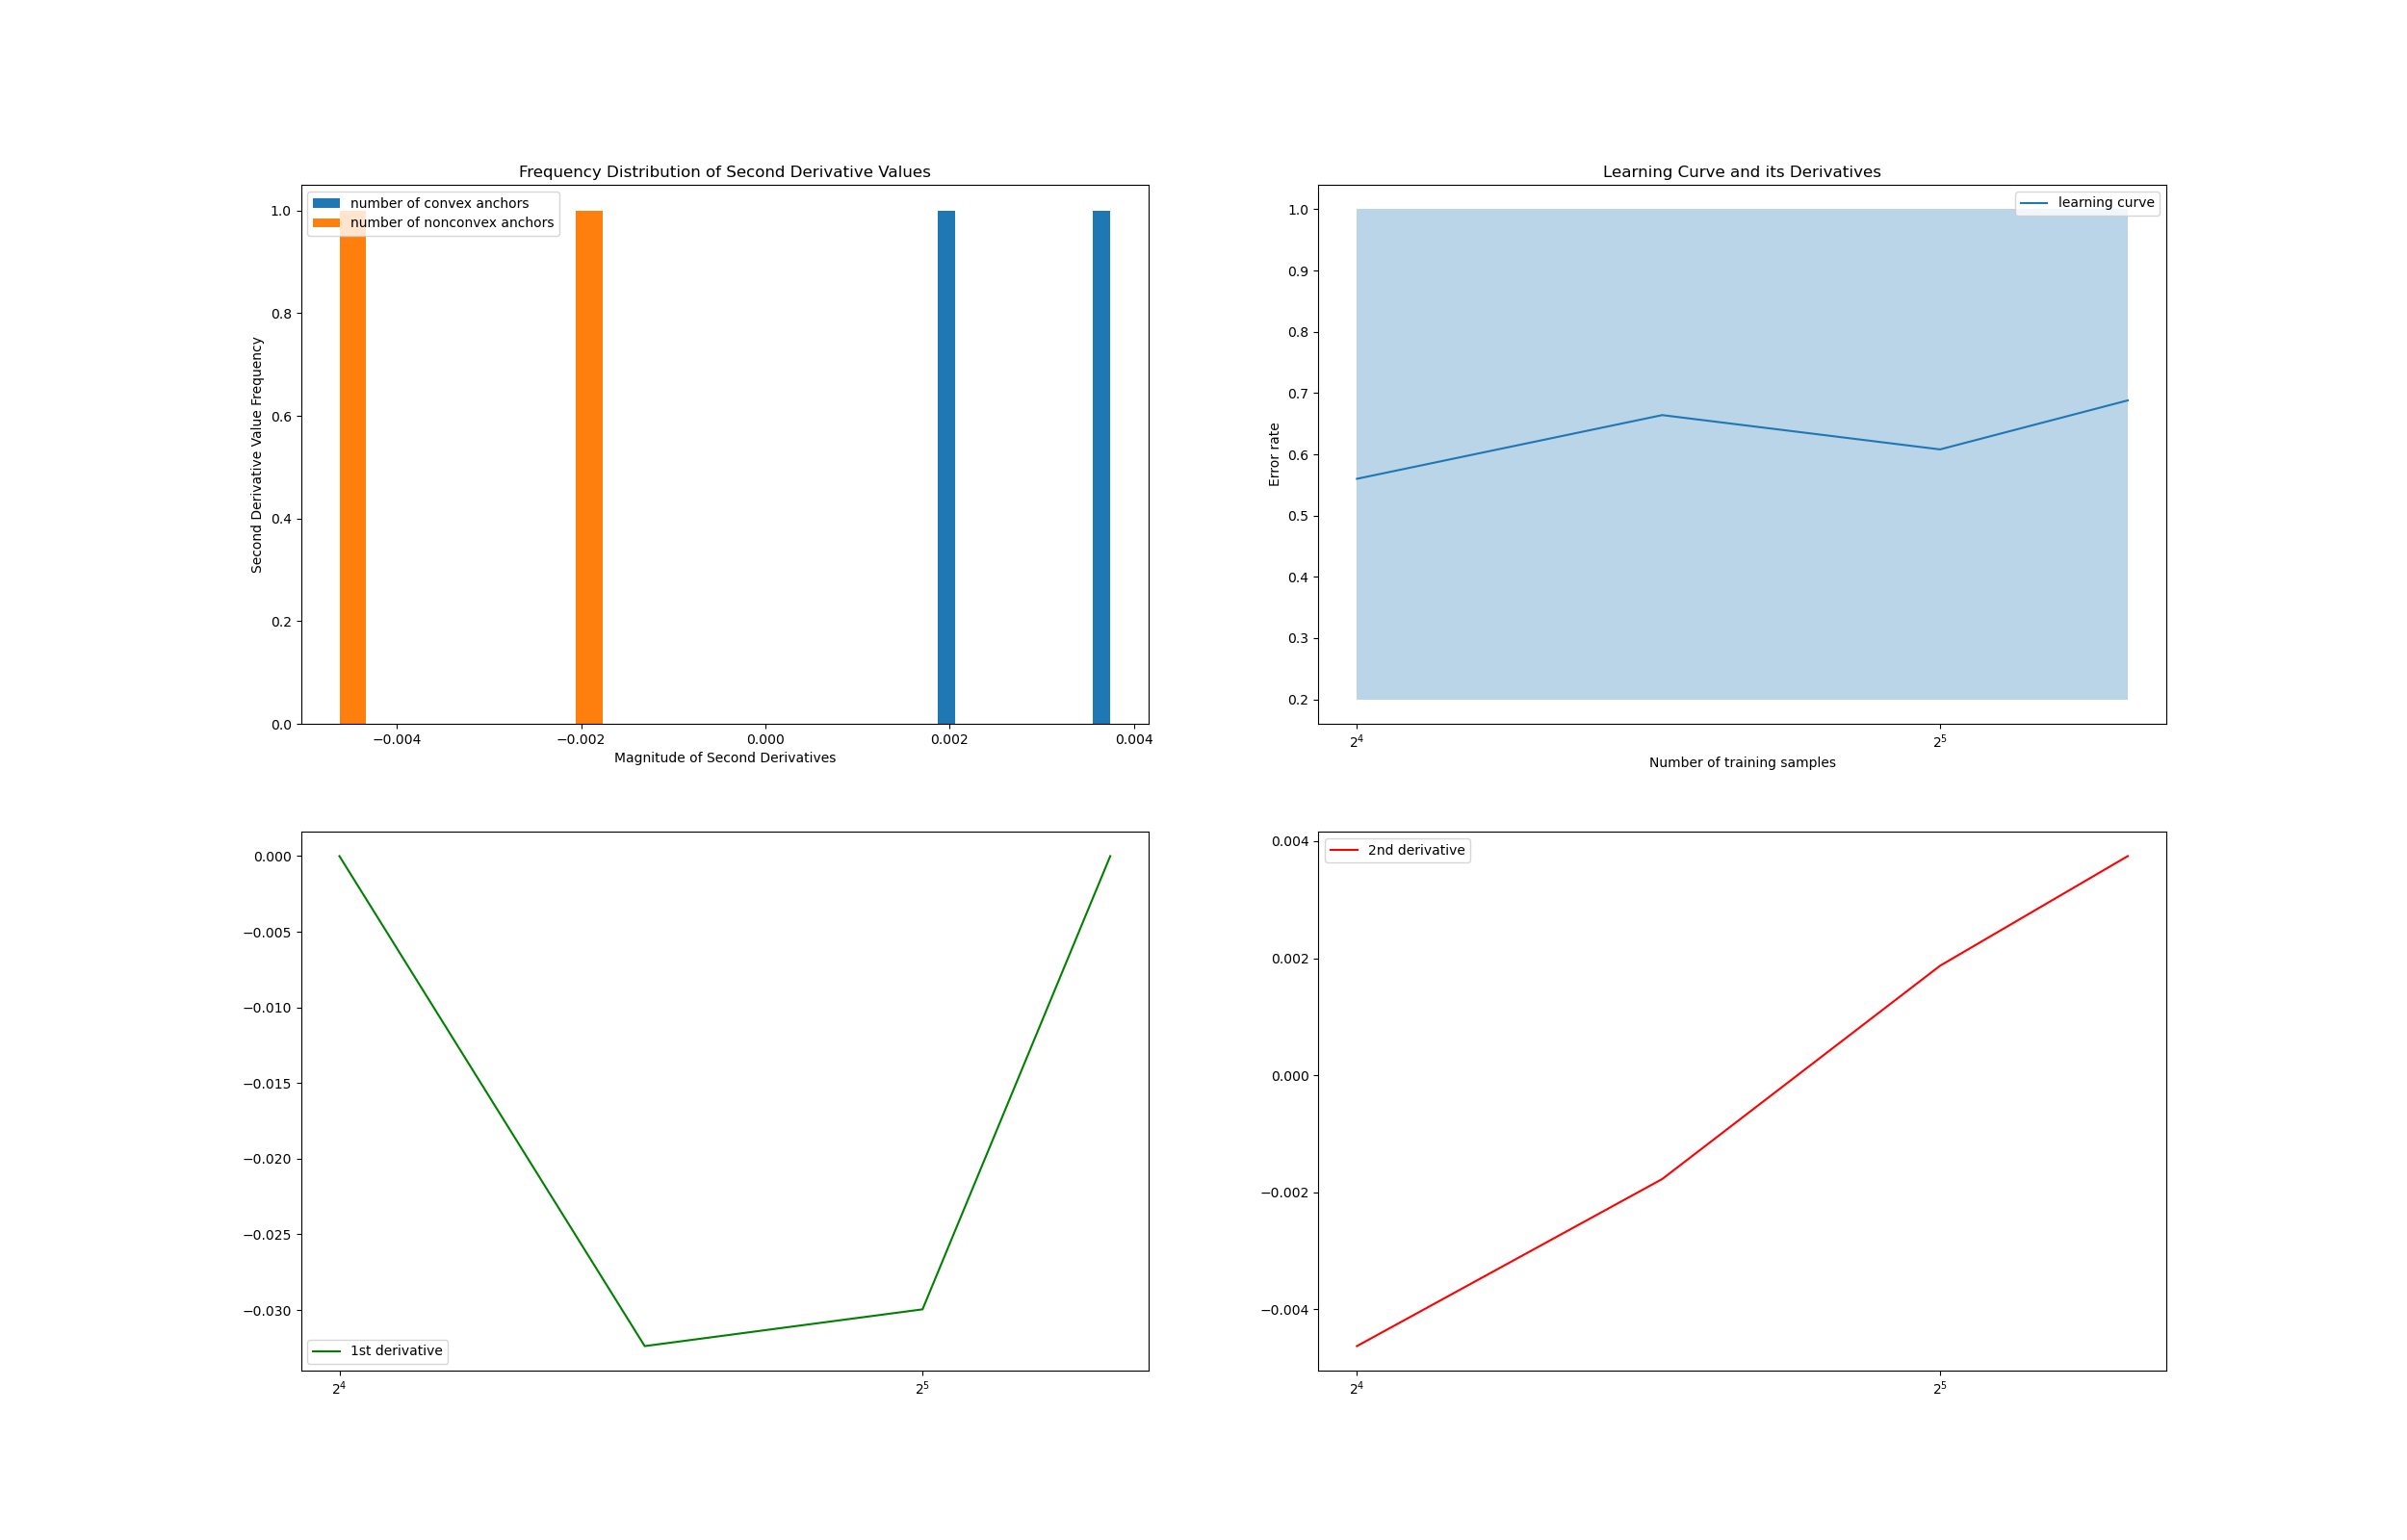 Frequency Distribution of Second Derivative Values
number of convex anchors
number of nonconvex anchors
Second Derivative Value Frequency
1.0
0.8
0.6
0.4
0.2
0.0
−0.004 −0.002 0.000 0.002 0.004
Magnitude of Second Derivatives
Learning Curve and its Derivatives
learning curve
Error rate
1.0
0.9
0.8
0.7
0.6
0.5
0.4
0.3
0.2
2⁴ 2⁵
Number of training samples
0.000
−0.005
−0.010
−0.015
−0.020
−0.025
−0.030
1st derivative
2⁴ 2⁵
2nd derivative
0.004
0.002
0.000
−0.002
−0.004
2⁴ 2⁵